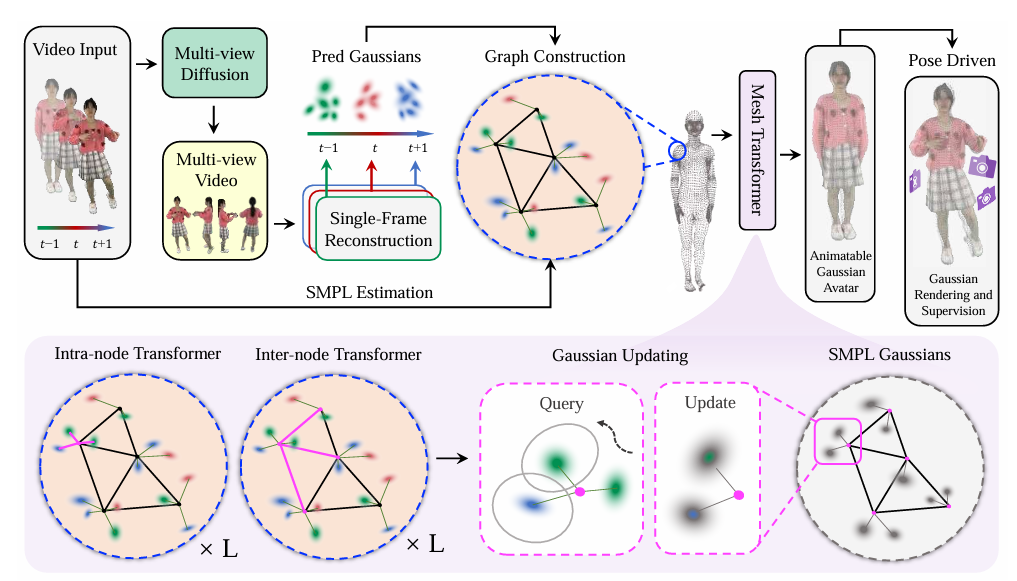 Video Input
t−1 t t+1
Multi-view
Diffusion
Multi-view
Video
Pred Gaussians
t−1 t t+1
Single-Frame
Reconstruction
SMPL Estimation
Graph Construction
Mesh Transformer
Animatable
Gaussian
Avatar
Pose Driven
Gaussian
Rendering and
Supervision
Intra-node Transformer
× L
Inter-node Transformer
× L
Gaussian Updating
Query
Update
SMPL Gaussians